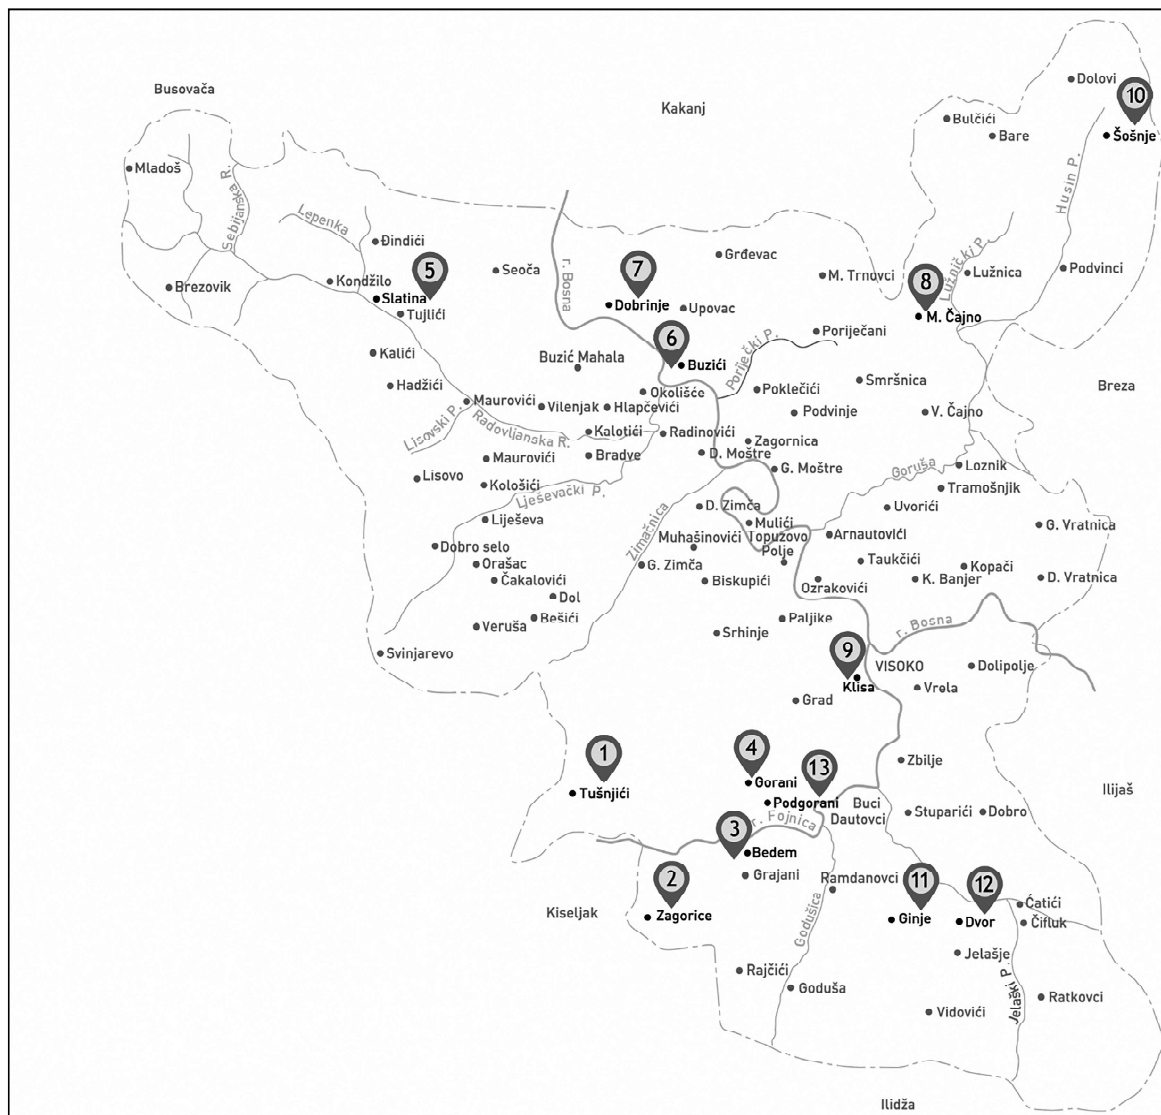 Dolovi
Busovača
10
Kakanj
Bulčići
Bare
Šošnje
Mladoš
Sebijanska R.
Lepenka
Husin P.
Đinđići
Grđevac
Lužnički P.
r. Bosna
5
Seoča
7
M. Trnovci
8
Lužnica
Podvinci
Kondžilo
Brezovik
Slatina
Dobrinje
Upovac
Tujlići
M. Čajno
6
Poriječani
Poriječki P.
Kalići
Buzić Mahala
Buzići
Hadžići
Okolišće
Poklečići
Smršnica
Breza
Maurovići
Vilenjak
Hlapčevići
Podvinje
V. Čajno
Lisovski P.
Radovljanska R.
Kalotići
Radinovići
Zagornica
Maurovići
Bradve
D. Moštre
G. Moštre
Goruša
Loznik
Lisovo
Kološići
Tramošnjik
Lješevački P.
D. Zimča
Uvorići
Liješeva
Zimačnica
Mulići
G. Vratnica
Muhašinovići
Topuzovo
Polje
Arnautovići
Dobro selo
Orašac
G. Zimča
Taukčići
Kopači
Čakalovići
Biskupići
Ozrakovići
K. Banjer
D. Vratnica
Dol
Veruša
Bešići
Srhinje
Paljike
r. Bosna
Svinjarevo
9
VISOKO
Dolipolje
Klisa
Vrela
Grad
1
4
13
Zbilje
Tušnjići
Gorani
Ilijaš
Podgorani
Buci
Dautovci
Stuparići
Dobro
3
r. Fojnica
Bedem
2
Grajani
Ramdanovci
11
12
Kiseljak
Zagorice
Godušica
Ginje
Dvor
Ćatići
Čifluk
Jelašje
Rajčići
Jelaški P.
Goduša
Ratkovci
Vidovići
Ilidža